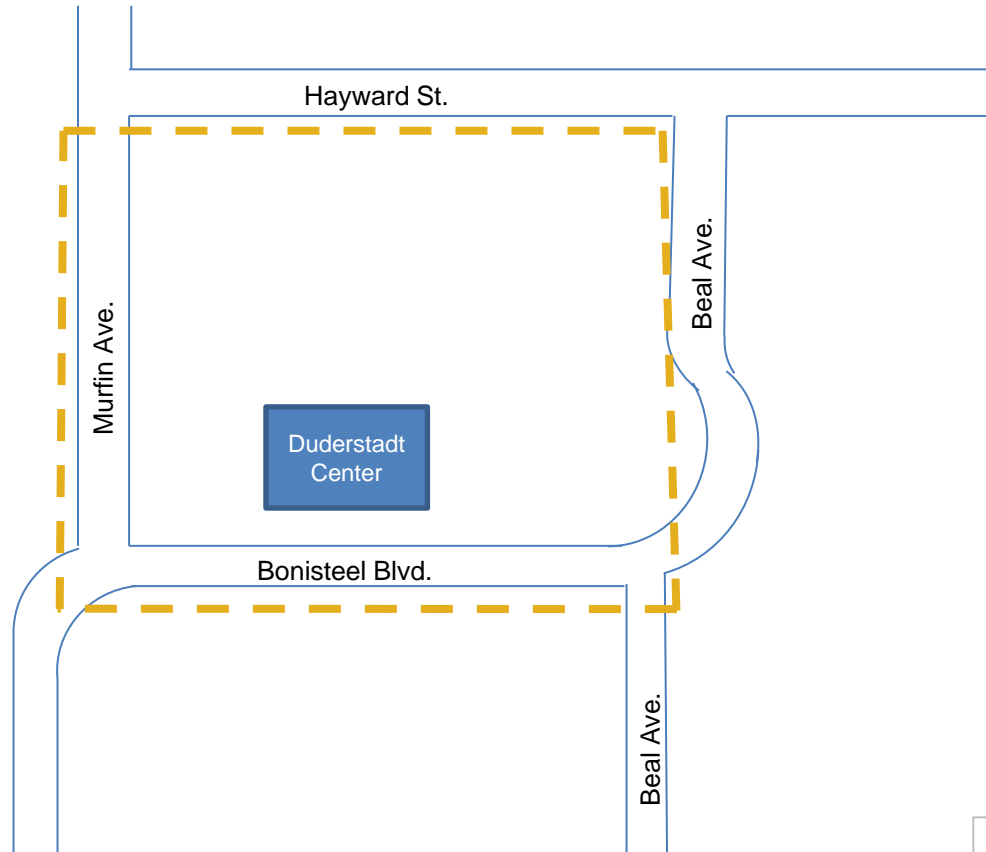 Hayward St.
Beal Ave.
Murfin Ave.
Duderstadt
Center
Bonisteel Blvd.
Beal Ave.